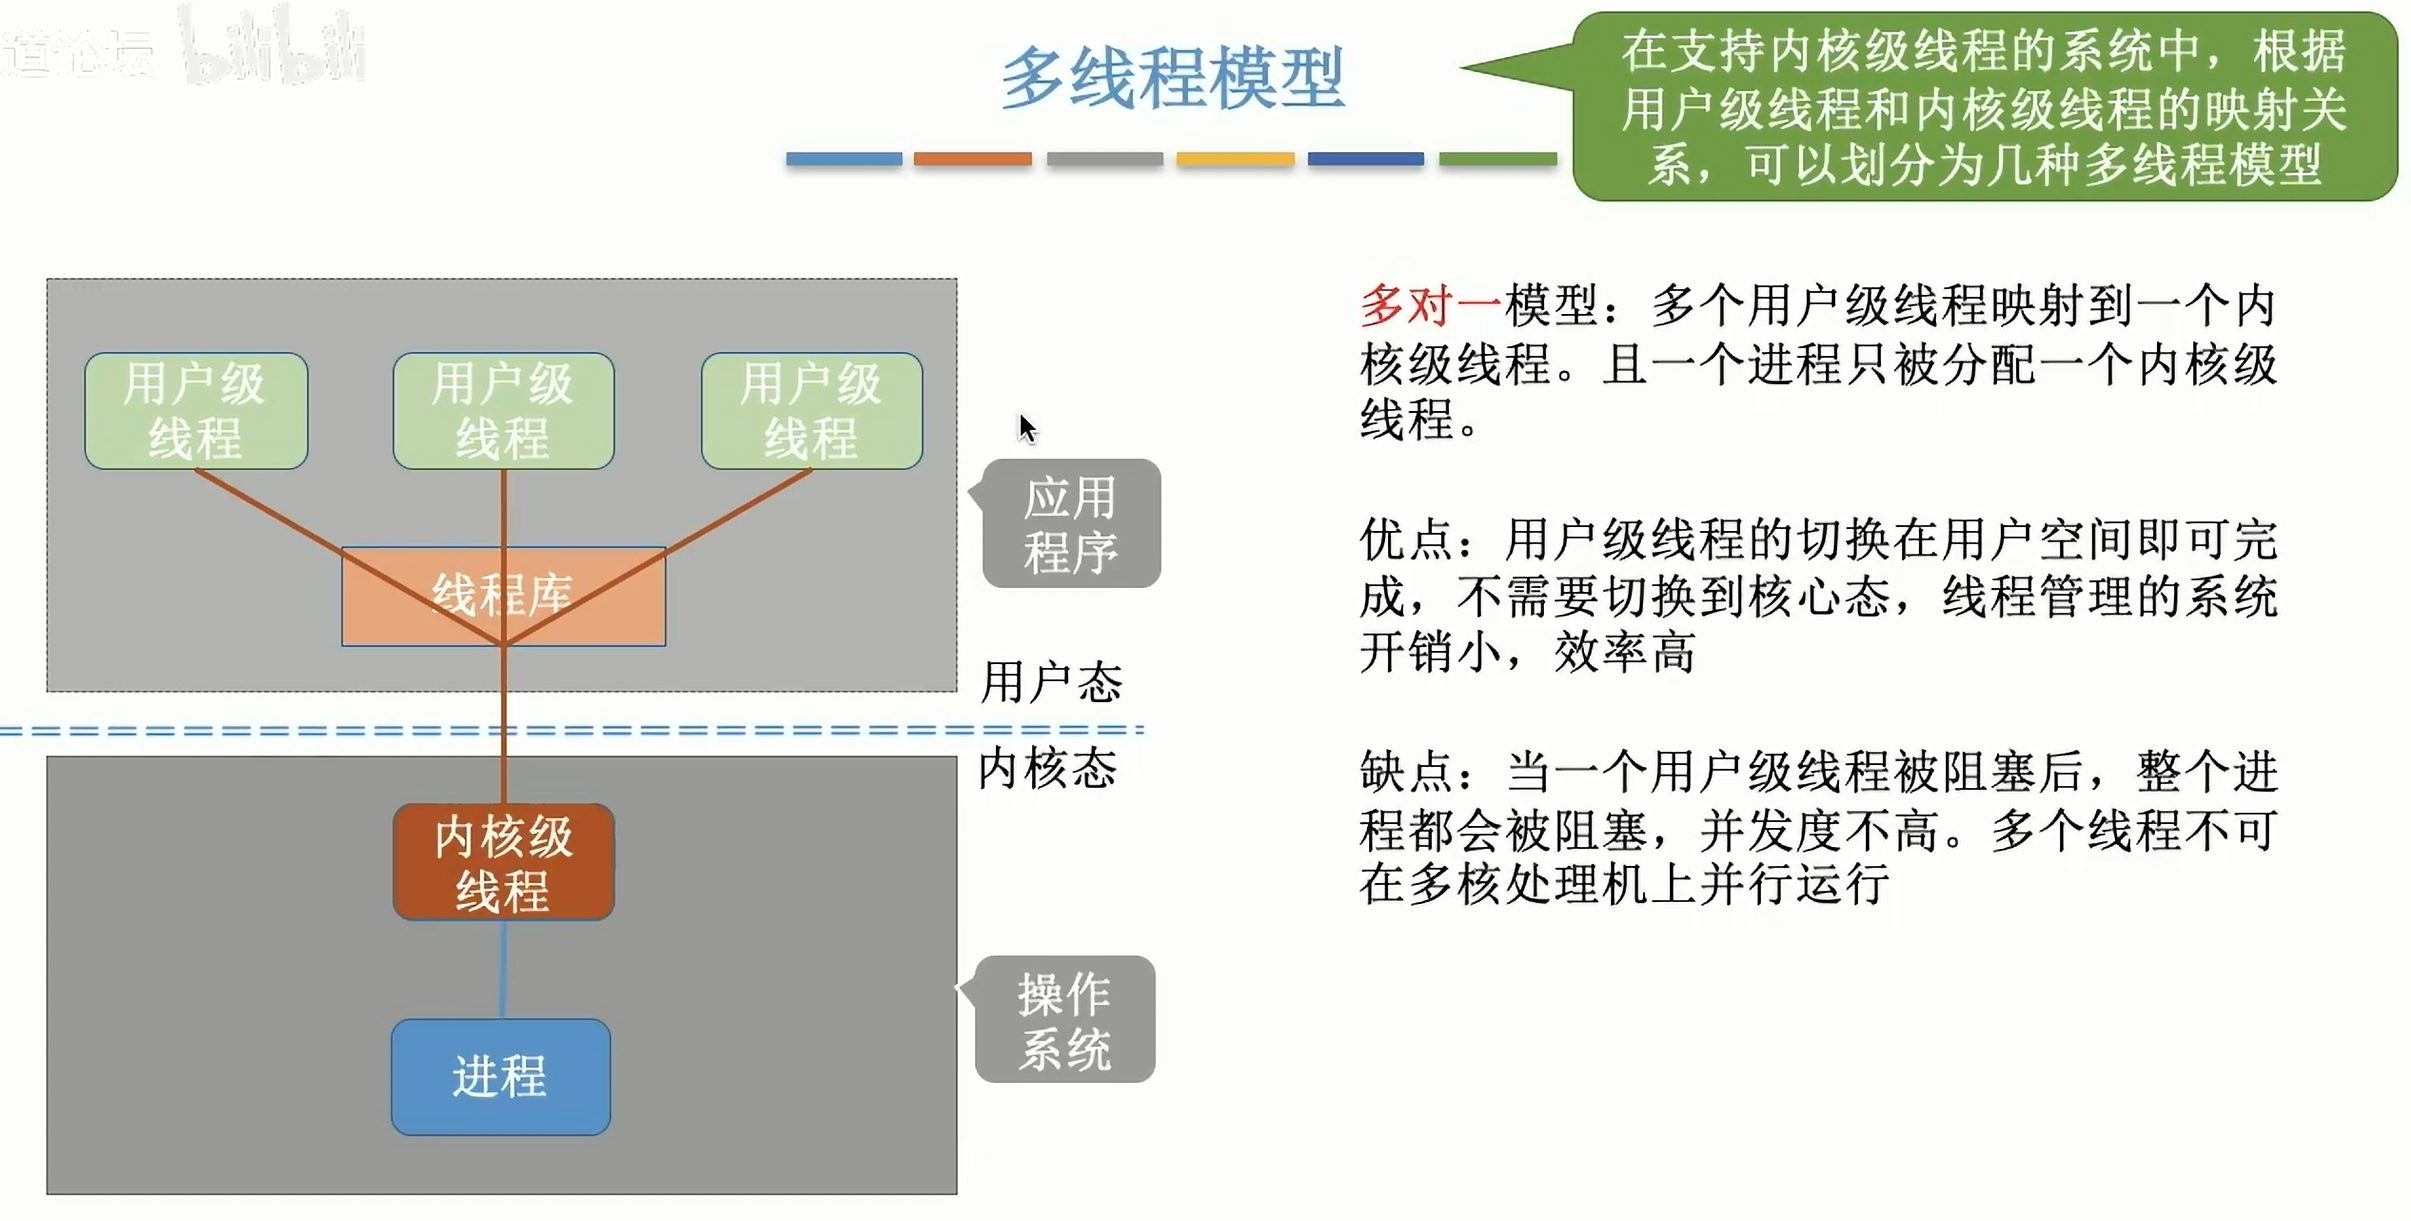 道论坛 bilibili
多线程模型
在支持内核级线程的系统中，根据
用户级线程和内核级线程的映射关
系，可以划分为几种多线程模型
用户级
线程
用户级
线程
用户级
线程
线程库
应用
程序
用户态
内核态
内核级
线程
进程
操作
系统
多对一模型：多个用户级线程映射到一个内
核级线程。且一个进程只被分配一个内核级
线程。
优点：用户级线程的切换在用户空间即可完
成，不需要切换到核心态，线程管理的系统
开销小，效率高
缺点：当一个用户级线程被阻塞后，整个进
程都会被阻塞，并发度不高。多个线程不可
在多核处理机上并行运行